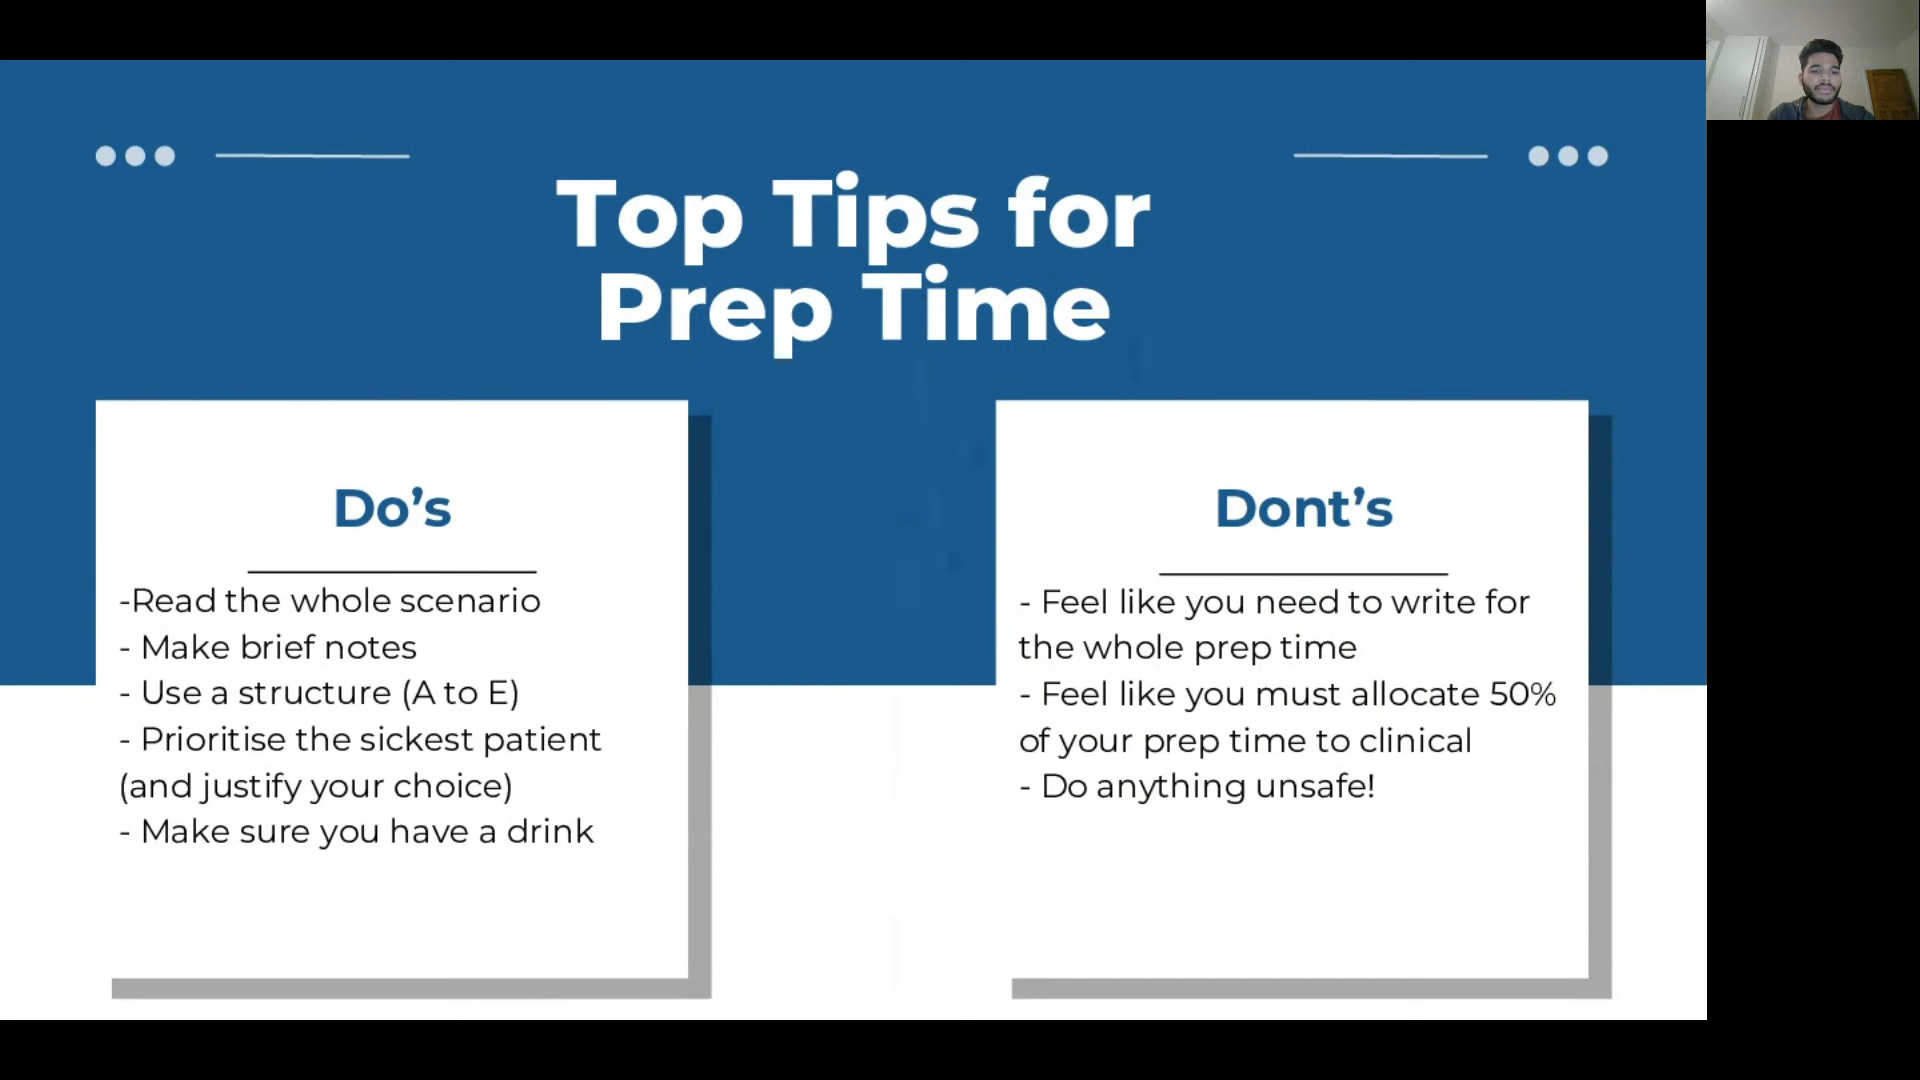 Top Tips for
Prep Time
Do’s
-Read the whole scenario
- Make brief notes
- Use a structure (A to E)
- Prioritise the sickest patient
(and justify your choice)
- Make sure you have a drink
Dont’s
- Feel like you need to write for
the whole prep time
- Feel like you must allocate 50%
of your prep time to clinical
- Do anything unsafe!